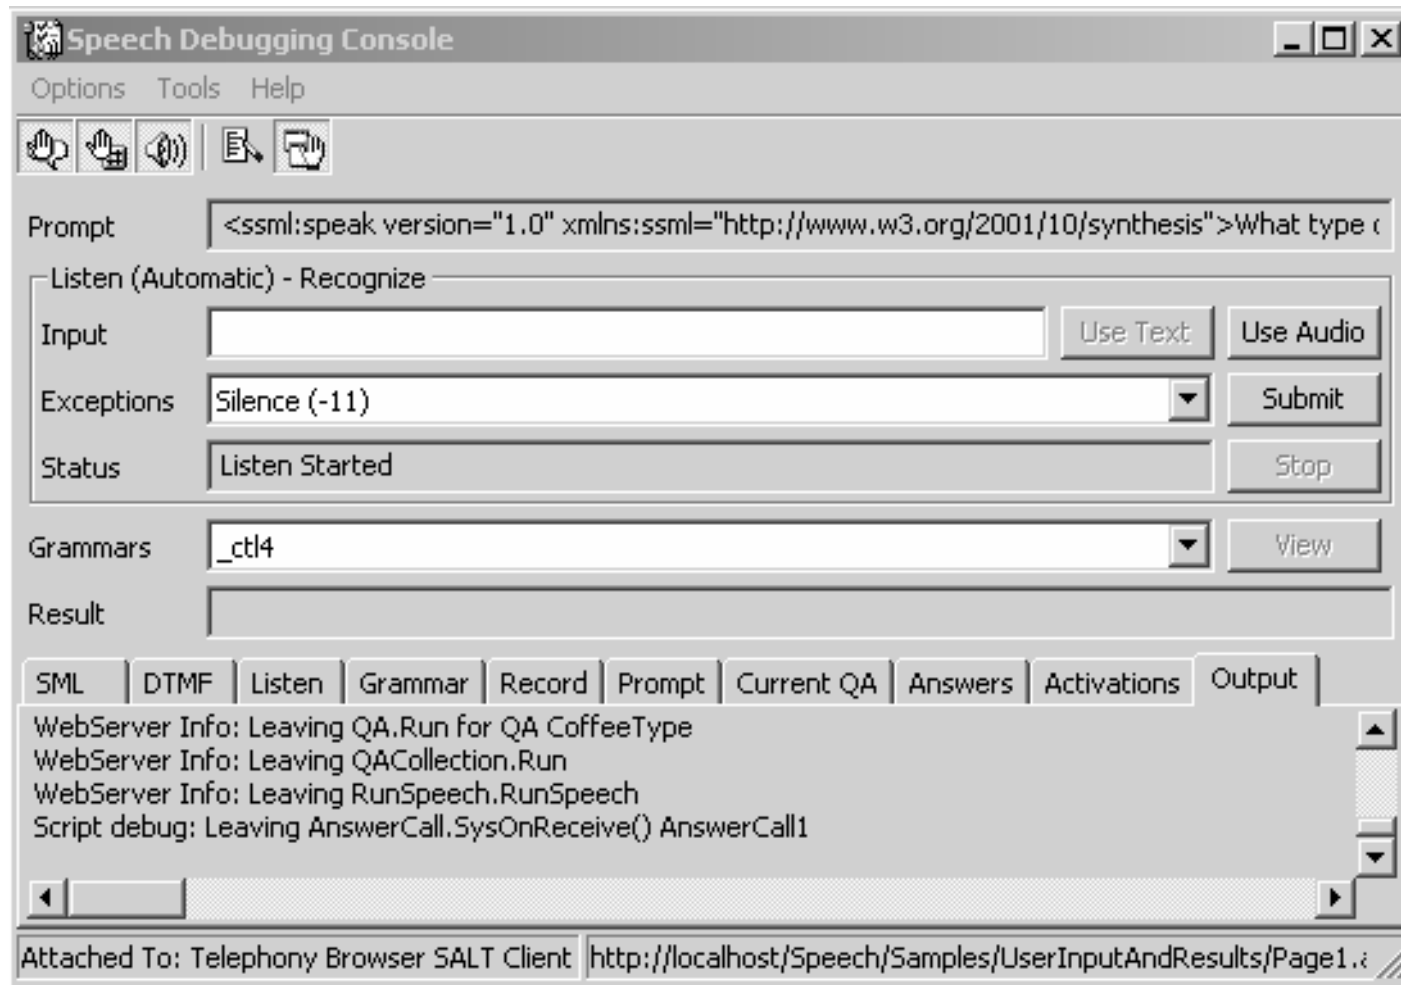 Speech Debugging Console
Options Tools Help
Prompt <ssml:speak version="1.0" xmlns:ssml="http://www.w3.org/2001/10/synthesis">What type
Listen (Automatic) - Recognize
Input Use Text Use Audio
Exceptions Silence (-11) Submit
Status Listen Started Stop
Grammars _ctl4 View
Result
SML DTMF Listen Grammar Record Prompt Current QA Answers Activations Output
WebServer Info: Leaving QA.Run for QA CoffeeType
WebServer Info: Leaving QACollection.Run
WebServer Info: Leaving RunSpeech.RunSpeech
Script debug: Leaving AnswerCall.SysOnReceive() AnswerCall1
Attached To: Telephony Browser SALT Client http://localhost/Speech/Samples/UserInputAndResults/Page1.